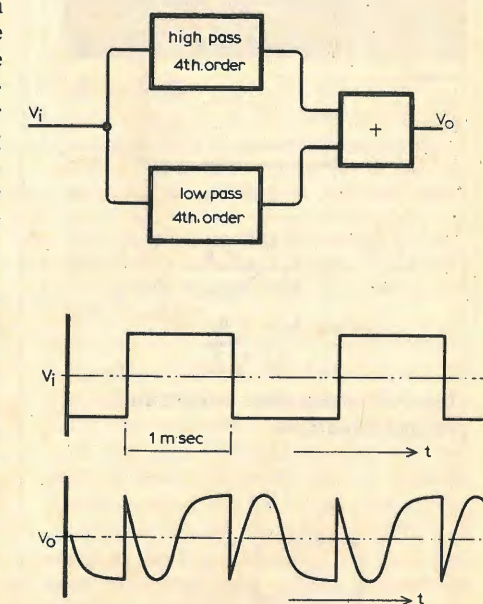 high pass
4th. order
Vi
+
Vo
low pass
4th. order
Vi
1 m sec
t
Vo
t